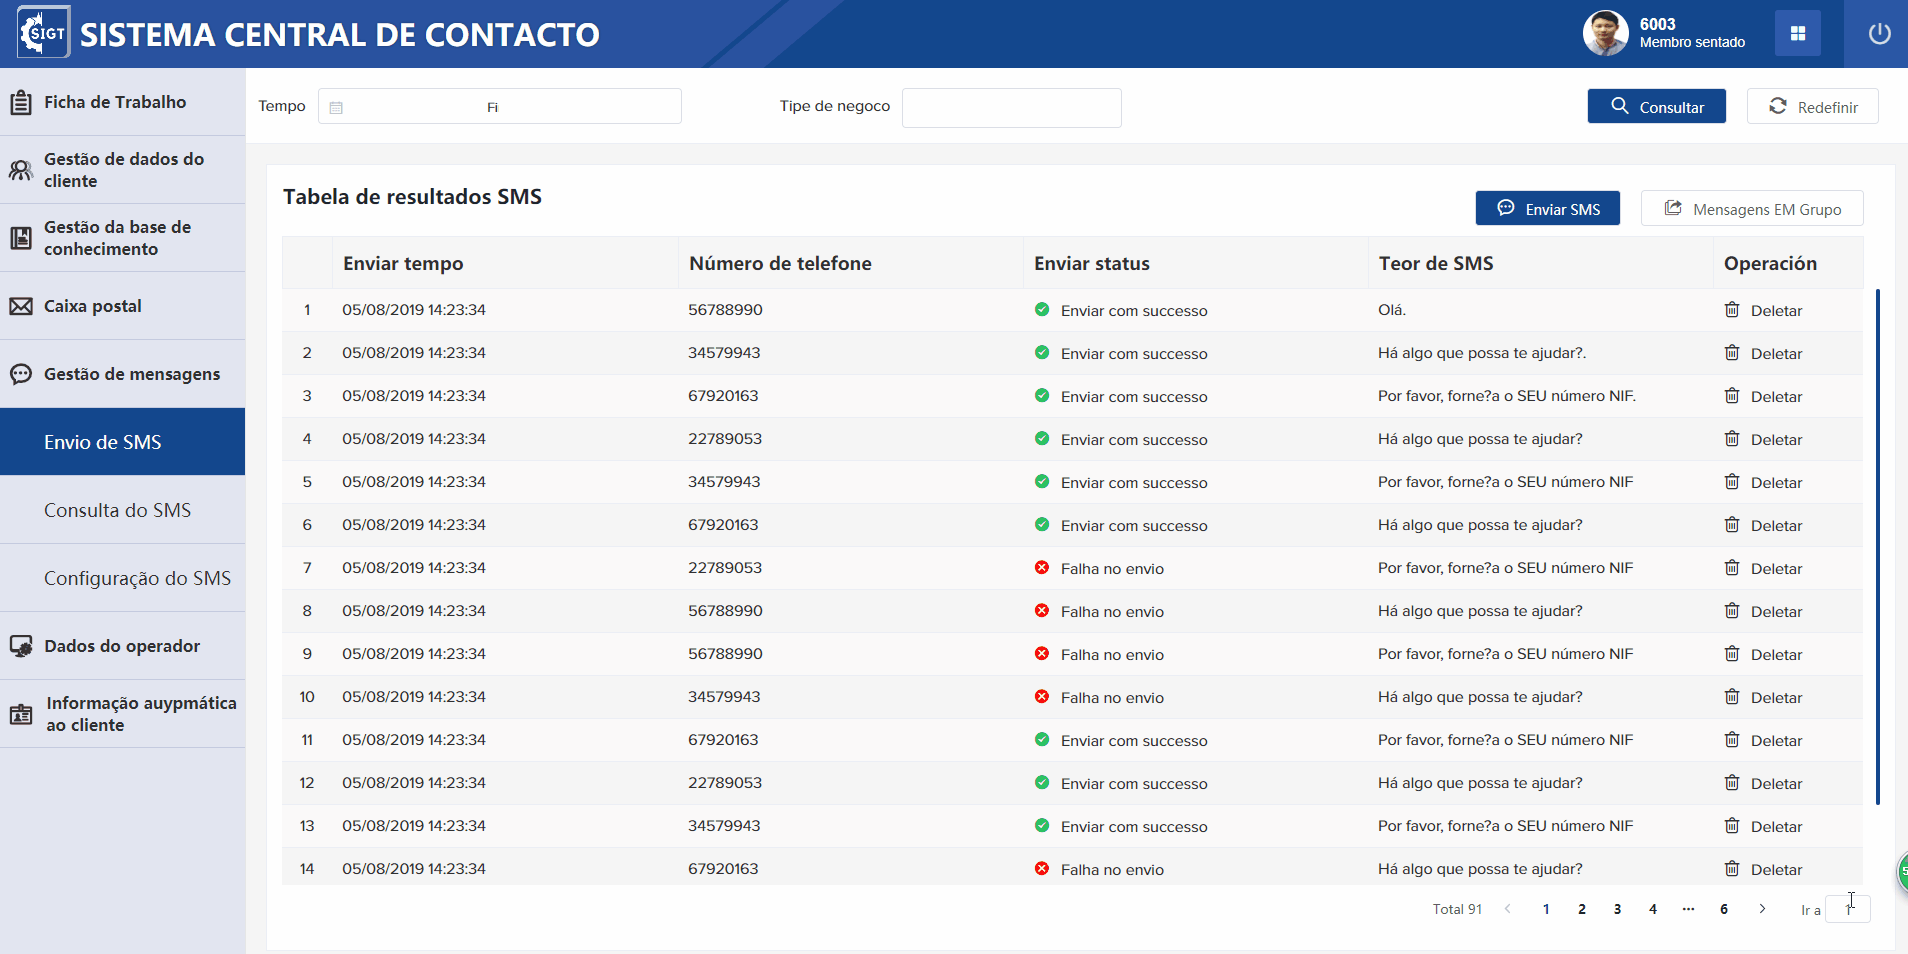 SIGT SISTEMA CENTRAL DE CONTACTO
6003
Membro sentado
Ficha de Trabalho
Gestão de dados do
cliente
Gestão da base de
conhecimento
Caixa postal
Gestão de mensagens
Envio de SMS
Consulta do SMS
Configuração do SMS
Dados do operador
Informação auypmática
ao cliente
Tempo Fi Tipe de negoco Consultar Redefinir
Tabela de resultados SMS Enviar SMS Mensagens EM Grupo
Enviar tempo Número de telefone Enviar status Teor de SMS Operación
1 05/08/2019 14:23:34 56788990 Enviar com successo Olá. Deletar
2 05/08/2019 14:23:34 34579943 Enviar com successo Há algo que possa te ajudar?. Deletar
3 05/08/2019 14:23:34 67920163 Enviar com successo Por favor, forne?a o SEU número NIF. Deletar
4 05/08/2019 14:23:34 22789053 Enviar com successo Há algo que possa te ajudar? Deletar
5 05/08/2019 14:23:34 34579943 Enviar com successo Por favor, forne?a o SEU número NIF Deletar
6 05/08/2019 14:23:34 67920163 Enviar com successo Há algo que possa te ajudar? Deletar
7 05/08/2019 14:23:34 22789053 Falha no envio Por favor, forne?a o SEU número NIF Deletar
8 05/08/2019 14:23:34 56788990 Falha no envio Há algo que possa te ajudar? Deletar
9 05/08/2019 14:23:34 56788990 Falha no envio Por favor, forne?a o SEU número NIF Deletar
10 05/08/2019 14:23:34 34579943 Falha no envio Há algo que possa te ajudar? Deletar
11 05/08/2019 14:23:34 67920163 Enviar com successo Por favor, forne?a o SEU número NIF Deletar
12 05/08/2019 14:23:34 22789053 Enviar com successo Há algo que possa te ajudar? Deletar
13 05/08/2019 14:23:34 34579943 Enviar com successo Por favor, forne?a o SEU número NIF Deletar
14 05/08/2019 14:23:34 67920163 Falha no envio Há algo que possa te ajudar? Deletar
Total 91 < 1 2 3 4 ••• 6 > Ir a 1